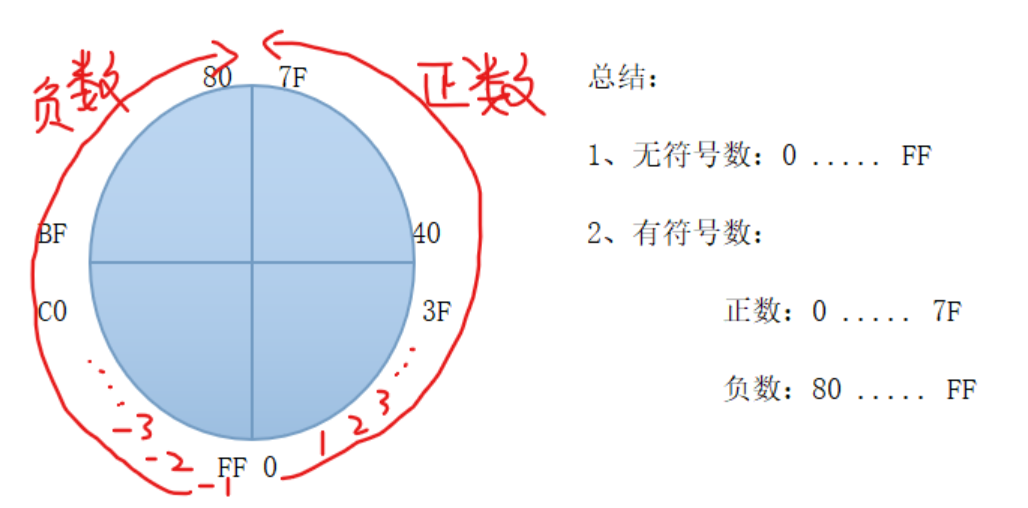 负数
80 7F
正数
BF
40
C0
3F
-3
-2
-1
FF 0
1 2 3
总结：
1、无符号数：0 ..... FF
2、有符号数：
正数：0 ..... 7F
负数：80 ..... FF